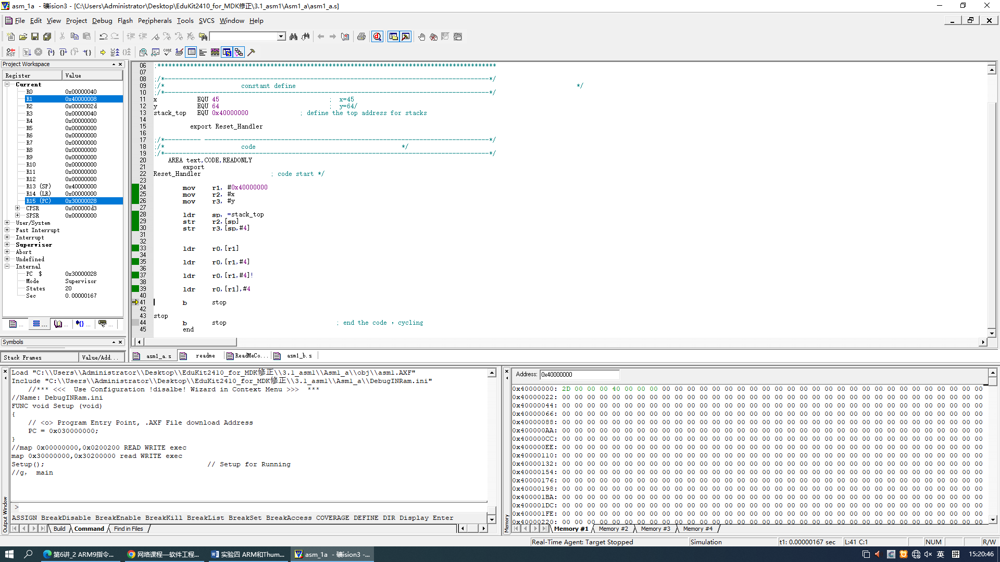 asm_1a - 礦ision3 - [C:\Users\Administrator\Desktop\EduKit2410_for_MDK修正\3.1_asm1\Asm1_a\asm1_a.s]
File Edit View Project Debug Flash Peripherals Tools SVCS Window Help
Project Workspace
Register Value
Current
R0 0x00000040
R1 0x40000008
R2 0x0000002d
R3 0x00000040
R4 0x00000000
R5 0x00000000
R6 0x00000000
R7 0x00000000
R8 0x00000000
R9 0x00000000
R10 0x00000000
R11 0x00000000
R12 0x00000000
R13 (SP) 0x40000000
R14 (LR) 0x00000000
R15 (PC) 0x30000028
CPSR 0x000000d3
SPSR 0x00000000
User/System
Fast Interrupt
Interrupt
Supervisor
Abort
Undefined
Internal
PC $ 0x30000028
Mode Supervisor
States 20
Sec 0.00000167
Symbols
Stack Frames Value/Add...
06 ;*********************************************************************************************
07
08 ;/*-----------------------------------------------------------------------------------------*/
09 ;/* constant define */
10 ;/*-----------------------------------------------------------------------------------------*/
11 x EQU 45 ; x=45
12 y EQU 64 ; y=64/
13 stack_top EQU 0x40000000 ; define the top address for stacks
14
15 export Reset_Handler
16
17 ;/*---------- ------------------------------------------------------------------------------*/
18 ;/* code */
19 ;/*-----------------------------------------------------------------------------------------*/
20 AREA text,CODE,READONLY
21 export
22 Reset_Handler ; code start */
23
24 mov r1, #0x40000000
25 mov r2, #x
26 mov r3, #y
27
28 ldr sp, =stack_top
29 str r2,[sp]
30 str r3,[sp,#4]
31
32
33 ldr r0,[r1]
34
35 ldr r0,[r1,#4]
36
37 ldr r0,[r1,#4]!
38
39 ldr r0,[r1],#4
40
41 b stop
42
43 stop
44 b stop ; end the code ，cycling
45 end
asm1_a.s readme ReadMeCo... asm1_b.s
Load "C:\\Users\\Administrator\\Desktop\\EduKit2410_for_MDK修正\\3.1_asm1\\Asm1_a\\obj\\asm1.AXF"
Include "C:\\Users\\Administrator\\Desktop\\EduKit2410_for_MDK修正\\3.1_asm1\\Asm1_a\\DebugINRam.ini"
//*** <<< Use Configuration !disalbe! Wizard in Context Menu >>> ***
//Name: DebugINRam.ini
FUNC void Setup (void)
{
// <o> Program Entry Point, .AXF File download Address
PC = 0x030000000;
}
//map 0x00000000,0x0200200 READ WRITE exec
map 0x30000000,0x30200000 read WRITE exec
Setup(); // Setup for Running
//g, main
>
ASSIGN BreakDisable BreakEnable BreakKill BreakList BreakSet BreakAccess COVERAGE DEFINE DIR Display Enter
Build Command Find in Files
Output Window
Address: 0x40000000
0x40000000: 2D 00 00 00 40 00 00 00 00 00 00 00 00 00 00 00 00 00 00 00 00 00 00 00 00 00 00 00 00 00 00 00 00 00
0x40000022: 00 00 00 00 00 00 00 00 00 00 00 00 00 00 00 00 00 00 00 00 00 00 00 00 00 00 00 00 00 00 00 00 00 00
0x40000044: 00 00 00 00 00 00 00 00 00 00 00 00 00 00 00 00 00 00 00 00 00 00 00 00 00 00 00 00 00 00 00 00 00 00
0x40000066: 00 00 00 00 00 00 00 00 00 00 00 00 00 00 00 00 00 00 00 00 00 00 00 00 00 00 00 00 00 00 00 00 00 00
0x40000088: 00 00 00 00 00 00 00 00 00 00 00 00 00 00 00 00 00 00 00 00 00 00 00 00 00 00 00 00 00 00 00 00 00 00
0x400000AA: 00 00 00 00 00 00 00 00 00 00 00 00 00 00 00 00 00 00 00 00 00 00 00 00 00 00 00 00 00 00 00 00 00 00
0x400000CC: 00 00 00 00 00 00 00 00 00 00 00 00 00 00 00 00 00 00 00 00 00 00 00 00 00 00 00 00 00 00 00 00 00 00
0x400000EE: 00 00 00 00 00 00 00 00 00 00 00 00 00 00 00 00 00 00 00 00 00 00 00 00 00 00 00 00 00 00 00 00 00 00
0x40000110: 00 00 00 00 00 00 00 00 00 00 00 00 00 00 00 00 00 00 00 00 00 00 00 00 00 00 00 00 00 00 00 00 00 00
0x40000132: 00 00 00 00 00 00 00 00 00 00 00 00 00 00 00 00 00 00 00 00 00 00 00 00 00 00 00 00 00 00 00 00 00 00
0x40000154: 00 00 00 00 00 00 00 00 00 00 00 00 00 00 00 00 00 00 00 00 00 00 00 00 00 00 00 00 00 00 00 00 00 00
0x40000176: 00 00 00 00 00 00 00 00 00 00 00 00 00 00 00 00 00 00 00 00 00 00 00 00 00 00 00 00 00 00 00 00 00 00
0x40000198: 00 00 00 00 00 00 00 00 00 00 00 00 00 00 00 00 00 00 00 00 00 00 00 00 00 00 00 00 00 00 00 00 00 00
0x400001BA: 00 00 00 00 00 00 00 00 00 00 00 00 00 00 00 00 00 00 00 00 00 00 00 00 00 00 00 00 00 00 00 00 00 00
0x400001DC: 00 00 00 00 00 00 00 00 00 00 00 00 00 00 00 00 00 00 00 00 00 00 00 00 00 00 00 00 00 00 00 00 00 00
0x400001FE: 00 00 00 00 00 00 00 00 00 00 00 00 00 00 00 00 00 00 00 00 00 00 00 00 00 00 00 00 00 00 00 00 00 00
0x40000220: 00 00 00 00 00 00 00 00 00 00 00 00 00 00 00 00 00 00 00 00 00 00 00 00 00 00 00 00 00 00 00 00 00 00
Memory
Memory #1 Memory #2 Memory #3 Memory #4
Real-Time Agent: Target Stopped Simulation t1: 0.00000167 sec L:41 C:1 NUM R/W
第6讲_2 ARM9指令... 网络课程—软件工程... 实验四 ARM和Thum... asm_1a - 礦ision3 -... 英 拼 15:20:46